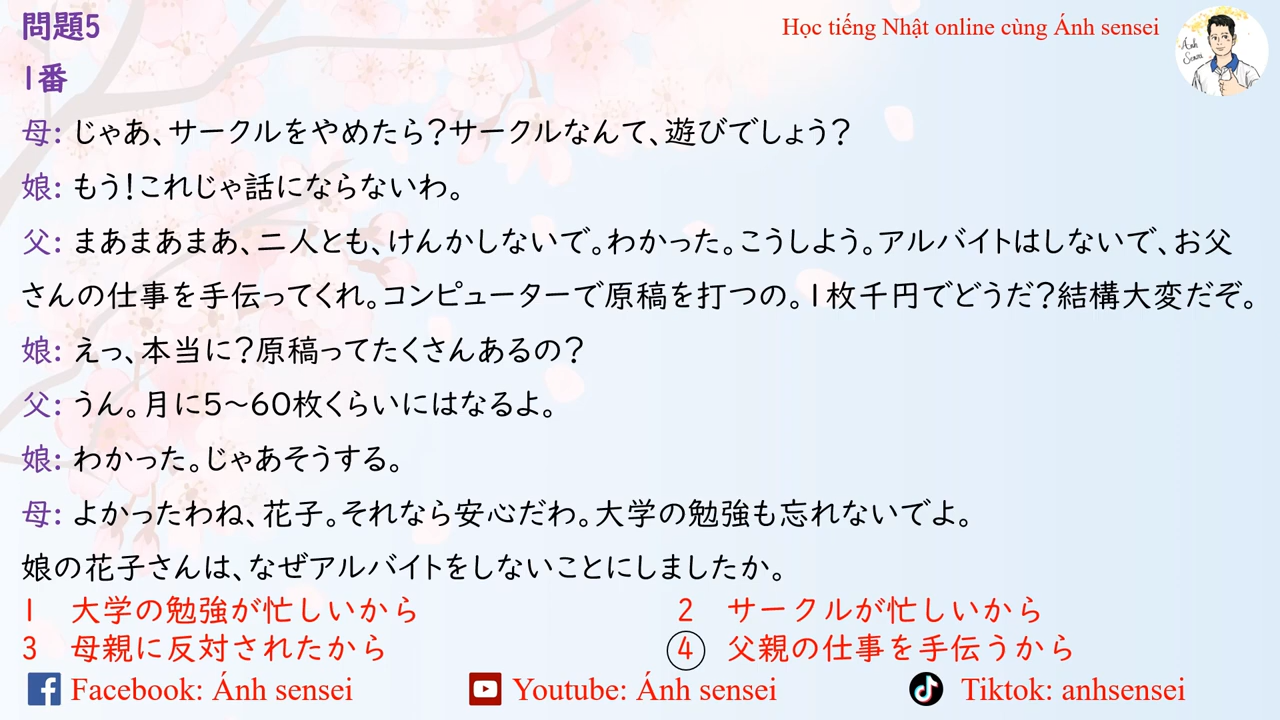 問題5
Học tiếng Nhật online cùng Ánh sensei
Ánh
Sensei
1番
母: じゃあ、サークルをやめたら?サークルなんて、遊びでしょう?
娘: もう!これじゃ話にならないわ。
父: まあまあまあ、二人とも、けんかしないで。わかった。こうしよう。アルバイトはしないで、お父
さんの仕事を手伝ってくれ。コンピューターで原稿を打つの。1枚千円でどうだ?結構大変だぞ。
娘: えっ、本当に?原稿ってたくさんあるの?
父: うん。月に5~60枚くらいにはなるよ。
娘: わかった。じゃあそうする。
母: よかったわね、花子。それなら安心だわ。大学の勉強も忘れないでよ。
娘の花子さんは、なぜアルバイトをしないことにしましたか。
1 大学の勉強が忙しいから 2 サークルが忙しいから
3 母親に反対されたから 4 父親の仕事を手伝うから
Facebook: Ánh sensei Youtube: Ánh sensei Tiktok: anhsensei